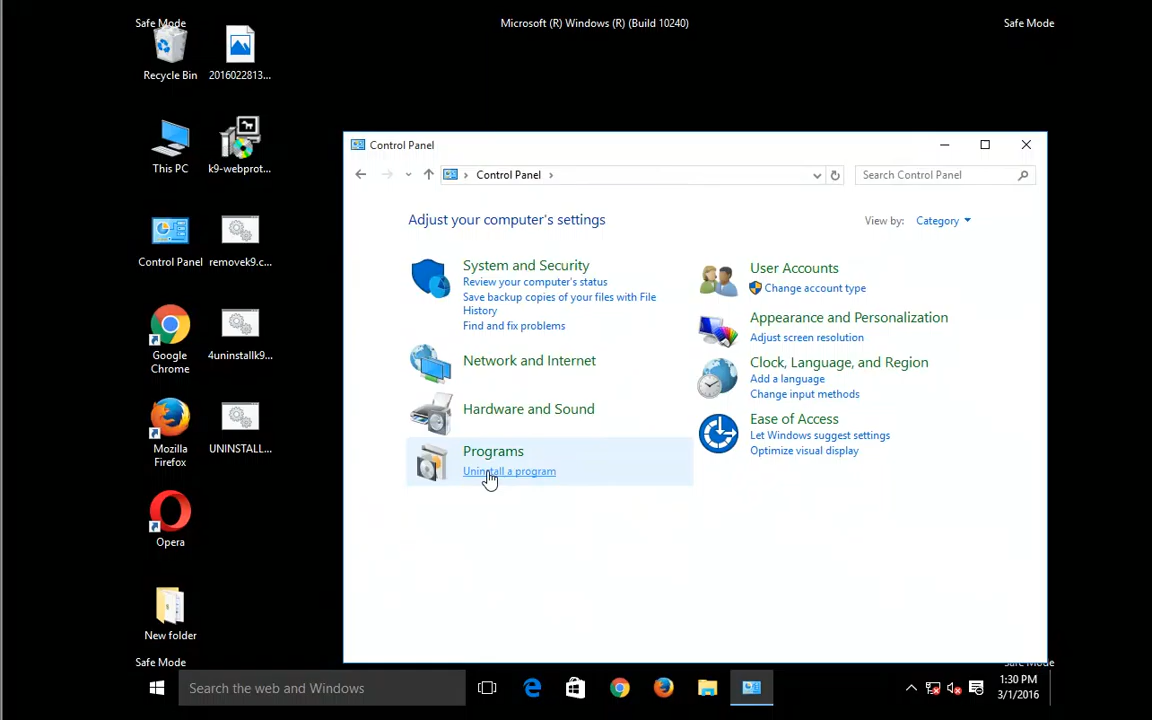 Safe Mode
Microsoft (R) Windows (R) (Build 10240)
Safe Mode
Recycle Bin
2016022813...
This PC
k9-webprot...
Control Panel
removek9.c...
Google
Chrome
4uninstallk9...
Mozilla
Firefox
UNINSTALL...
Opera
New folder
Safe Mode
Control Panel
Control Panel
Search Control Panel
Adjust your computer's settings
View by:
Category
System and Security
Review your computer's status
Save backup copies of your files with File
History
Find and fix problems
Network and Internet
Hardware and Sound
Programs
Uninstall a program
User Accounts
Change account type
Appearance and Personalization
Adjust screen resolution
Clock, Language, and Region
Add a language
Change input methods
Ease of Access
Let Windows suggest settings
Optimize visual display
Safe Mode
Search the web and Windows
1:30 PM
3/1/2016